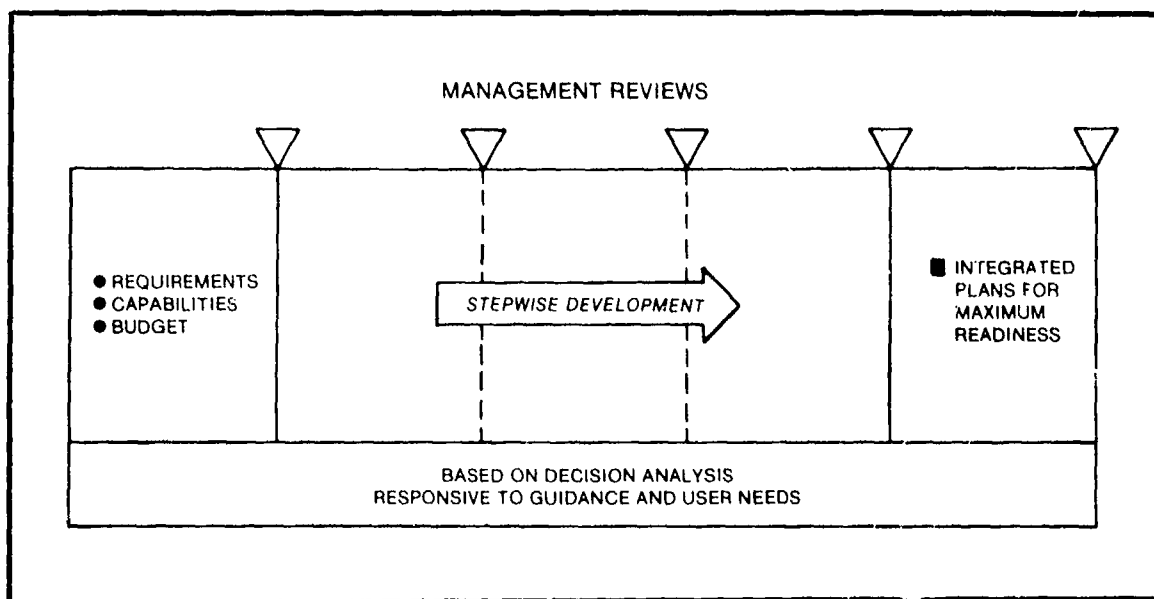 MANAGEMENT REVIEWS
● REQUIREMENTS
● CAPABILITIES
● BUDGET
STEPWISE DEVELOPMENT
■ INTEGRATED
PLANS FOR
MAXIMUM
READINESS
BASED ON DECISION ANALYSIS
RESPONSIVE TO GUIDANCE AND USER NEEDS